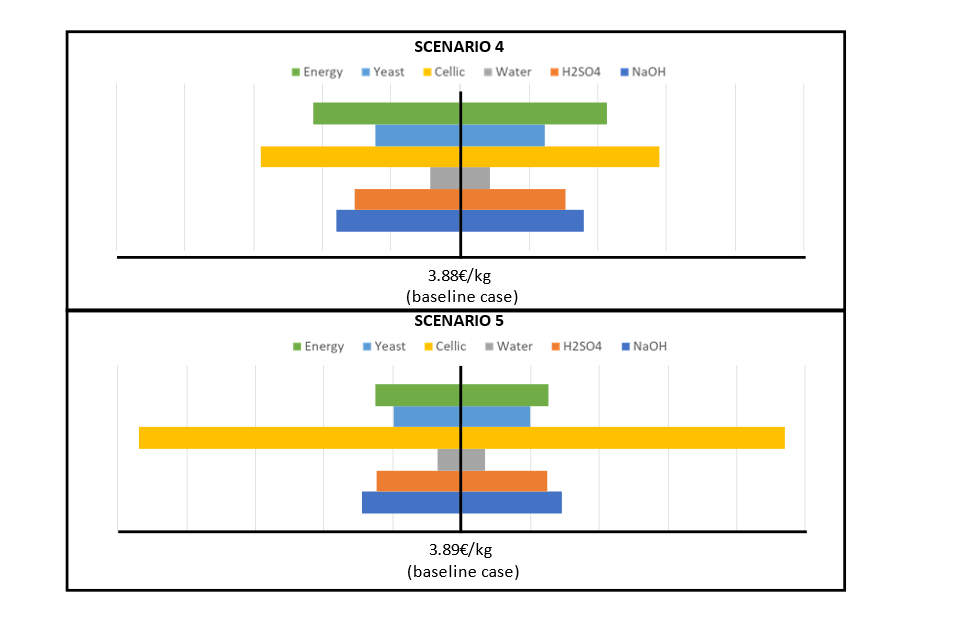 SCENARIO 4
Energy Yeast Cellic Water H2SO4 NaOH
3.88€/kg
(baseline case)
SCENARIO 5
Energy Yeast Cellic Water H2SO4 NaOH
3.89€/kg
(baseline case)